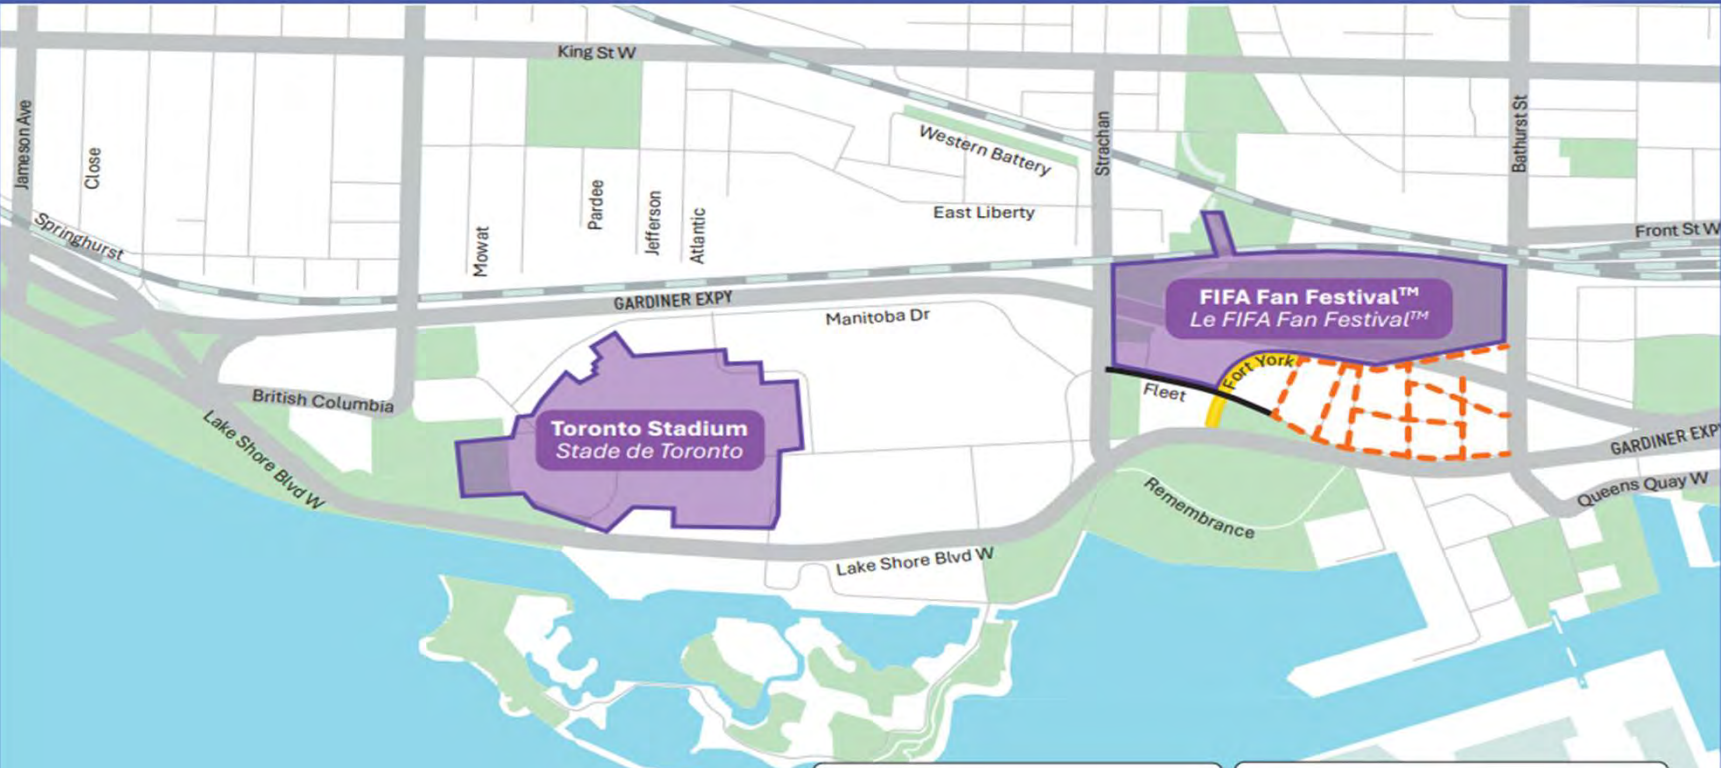 King St W
Jameson Ave
Close
Springhurst
Mowat
Pardee
Jefferson
Atlantic
Western Battery
East Liberty
Strachan
Bathurst St
Front St W
GARDINER EXPY
Manitoba Dr
FIFA Fan Festival™
Le FIFA Fan Festival™
Fort York
Fleet
British Columbia
Lake Shore Blvd W
Toronto Stadium
Stade de Toronto
Remembrance
GARDINER EXPY
Queens Quay W
Lake Shore Blvd W